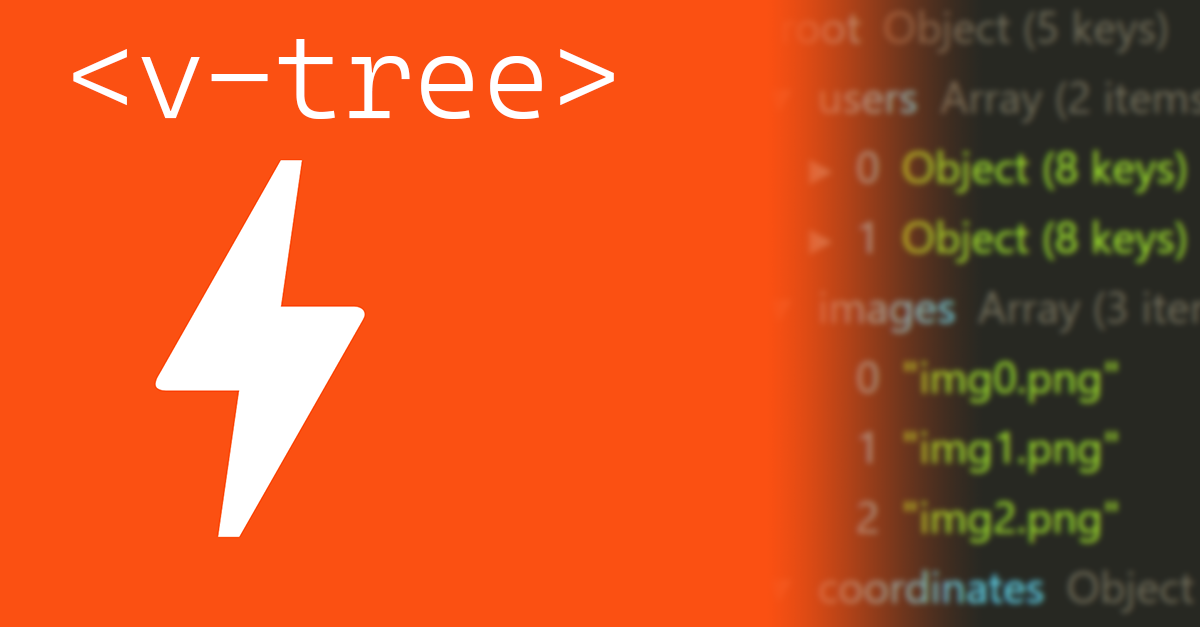 <v-tree>
root Object (5 keys)
users Array (2 items
0 Object (8 keys)
1 Object (8 keys)
images Array (3
0 "img0.png"
1 "img1.png"
2 "img2.png"
coordinates Object